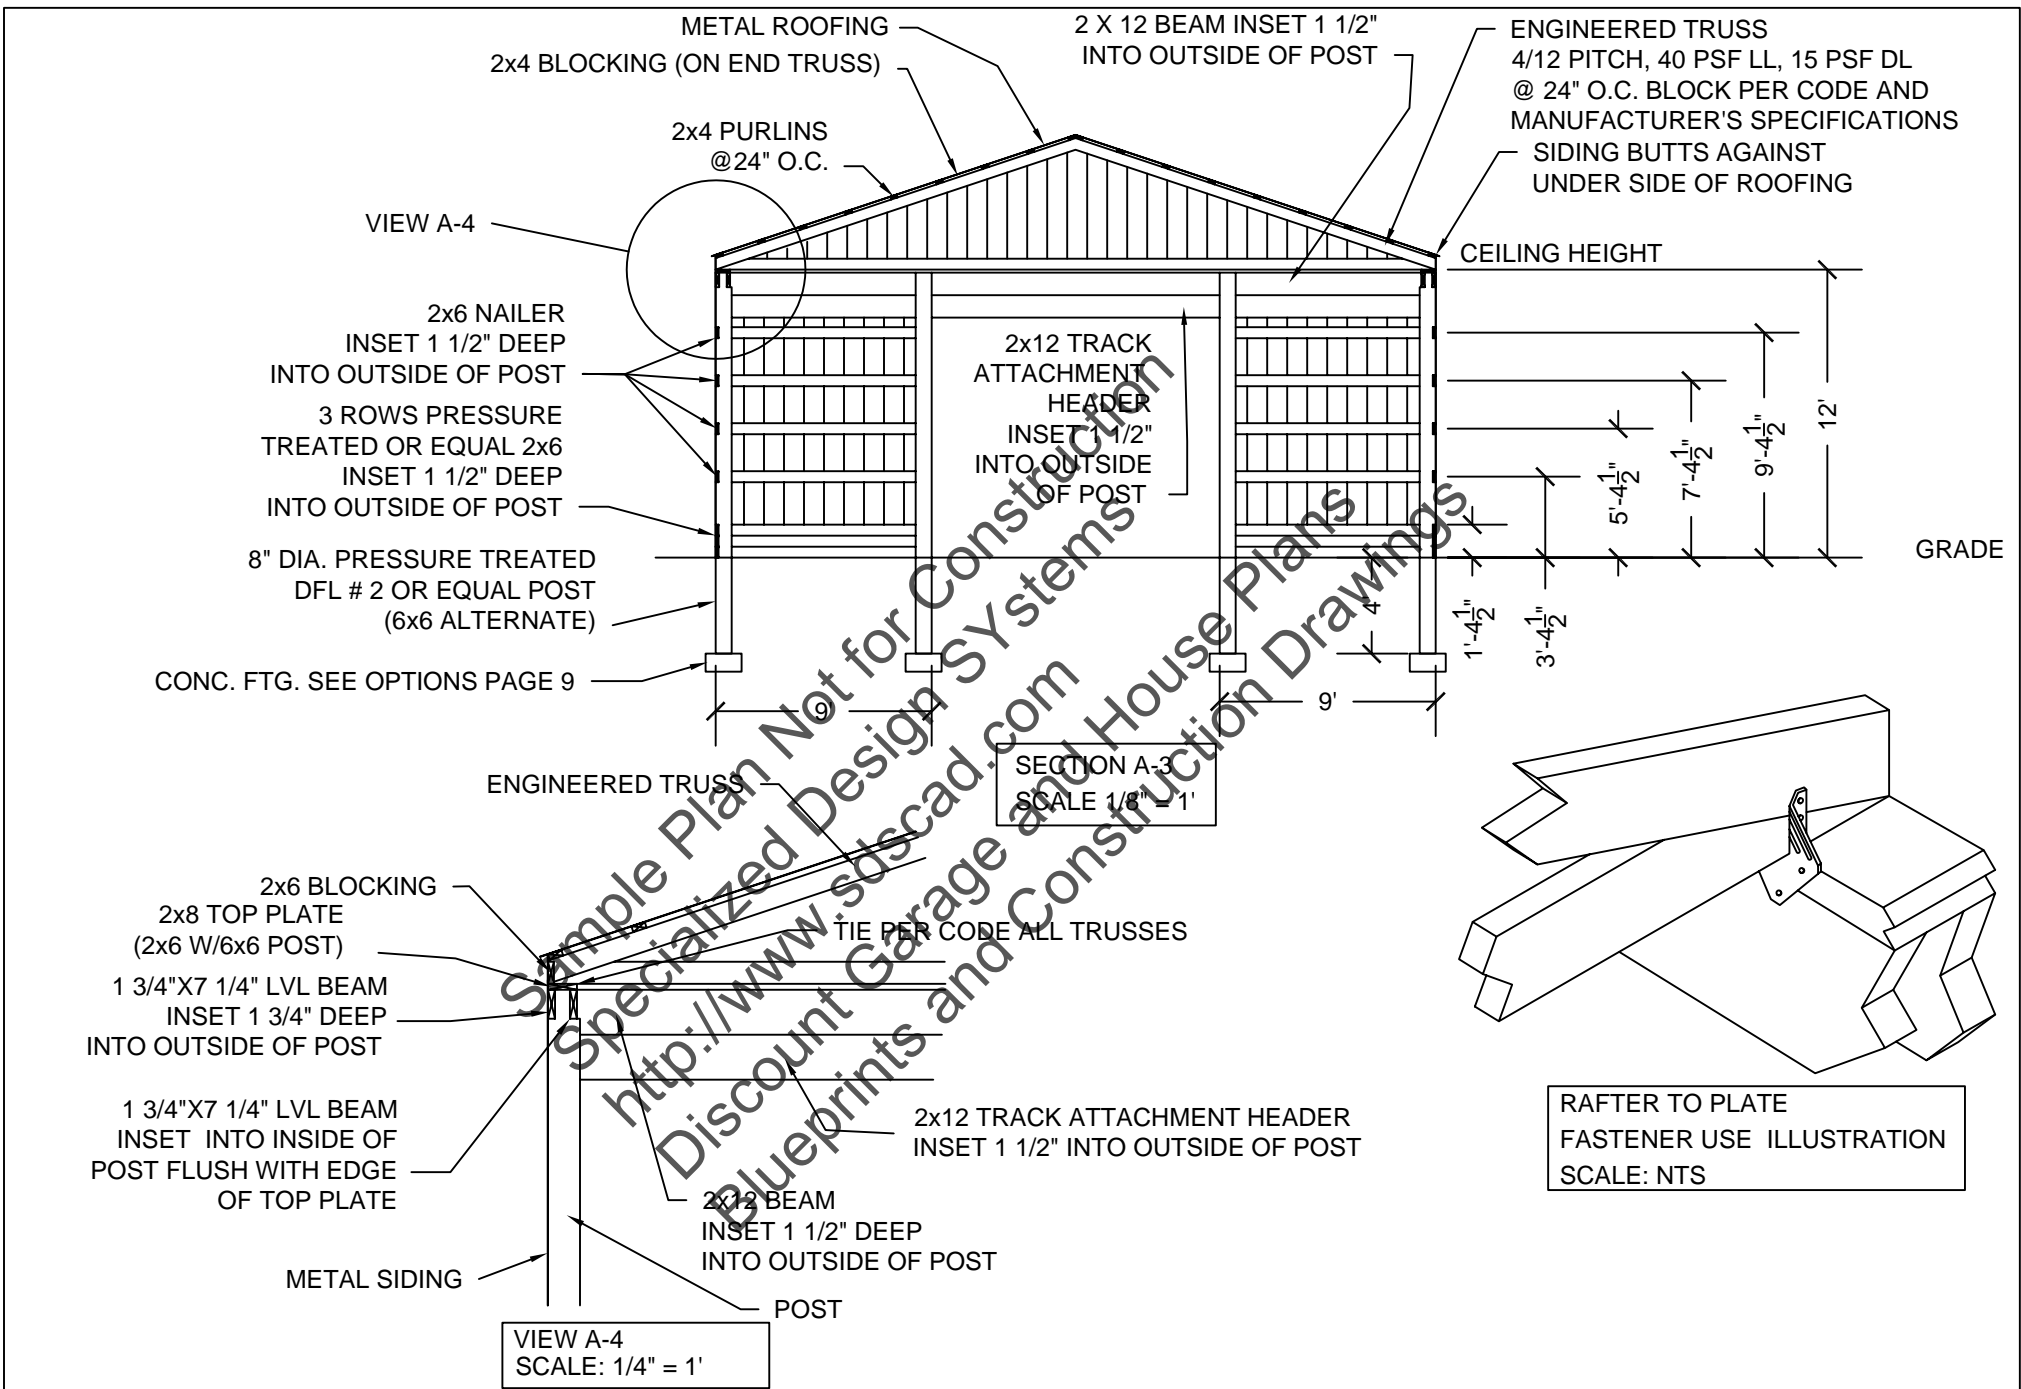 METAL ROOFING
2x4 BLOCKING (ON END TRUSS)
2x4 PURLINS
@24" O.C.
VIEW A-4
2 X 12 BEAM INSET 1 1/2"
INTO OUTSIDE OF POST
ENGINEERED TRUSS
4/12 PITCH, 40 PSF LL, 15 PSF DL
@ 24" O.C. BLOCK PER CODE AND
MANUFACTURER'S SPECIFICATIONS
SIDING BUTTS AGAINST
UNDER SIDE OF ROOFING
CEILING HEIGHT
2x6 NAILER
INSET 1 1/2" DEEP
INTO OUTSIDE OF POST
3 ROWS PRESSURE
TREATED OR EQUAL 2x6
INSET 1 1/2" DEEP
INTO OUTSIDE OF POST
8" DIA. PRESSURE TREATED
DFL # 2 OR EQUAL POST
(6x6 ALTERNATE)
CONC. FTG. SEE OPTIONS PAGE 9
2x12 TRACK
ATTACHMENT
HEADER
INSET 1 1/2"
INTO OUTSIDE
OF POST
1'-4 1/2"
3'-4 1/2"
5'-4 1/2"
7'-4 1/2"
9'-4 1/2"
12'
GRADE
4'
9'
9'
SECTION A-3
SCALE 1/8" = 1'
ENGINEERED TRUSS
2x6 BLOCKING
2x8 TOP PLATE
(2x6 W/6x6 POST)
1 3/4"X7 1/4" LVL BEAM
INSET 1 3/4" DEEP
INTO OUTSIDE OF POST
1 3/4"X7 1/4" LVL BEAM
INSET INTO INSIDE OF
POST FLUSH WITH EDGE
OF TOP PLATE
METAL SIDING
TIE PER CODE ALL TRUSSES
2x12 TRACK ATTACHMENT HEADER
INSET 1 1/2" INTO OUTSIDE OF POST
2x12 BEAM
INSET 1 1/2" DEEP
INTO OUTSIDE OF POST
POST
VIEW A-4
SCALE: 1/4" = 1'
RAFTER TO PLATE
FASTENER USE ILLUSTRATION
SCALE: NTS
Sample Plan Not for Construction
Specialized Design SYstems
http://www.sdscad.com
Discount Garage and House Plans
Blueprints and Construction Drawings